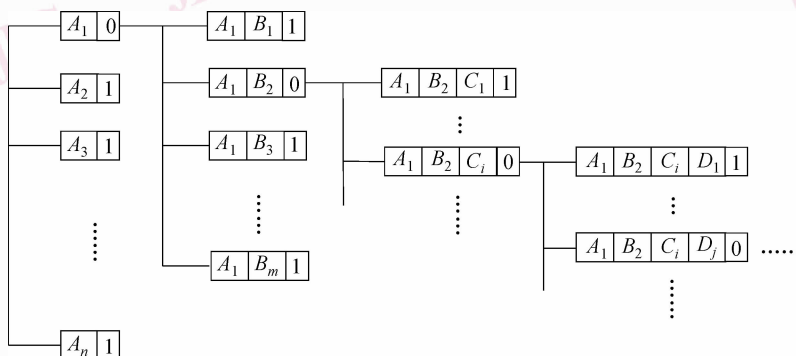 A₁ 0 A₁ B₁ 1
A₂ 1 A₁ B₂ 0 A₁ B₂ C₁ 1
A₃ 1 A₁ B₃ 1 A₁ B₂ Cᵢ 0 A₁ B₂ Cᵢ D₁ 1
A₁ Bₘ 1 A₁ B₂ Cᵢ Dⱼ 0
Aₙ 1